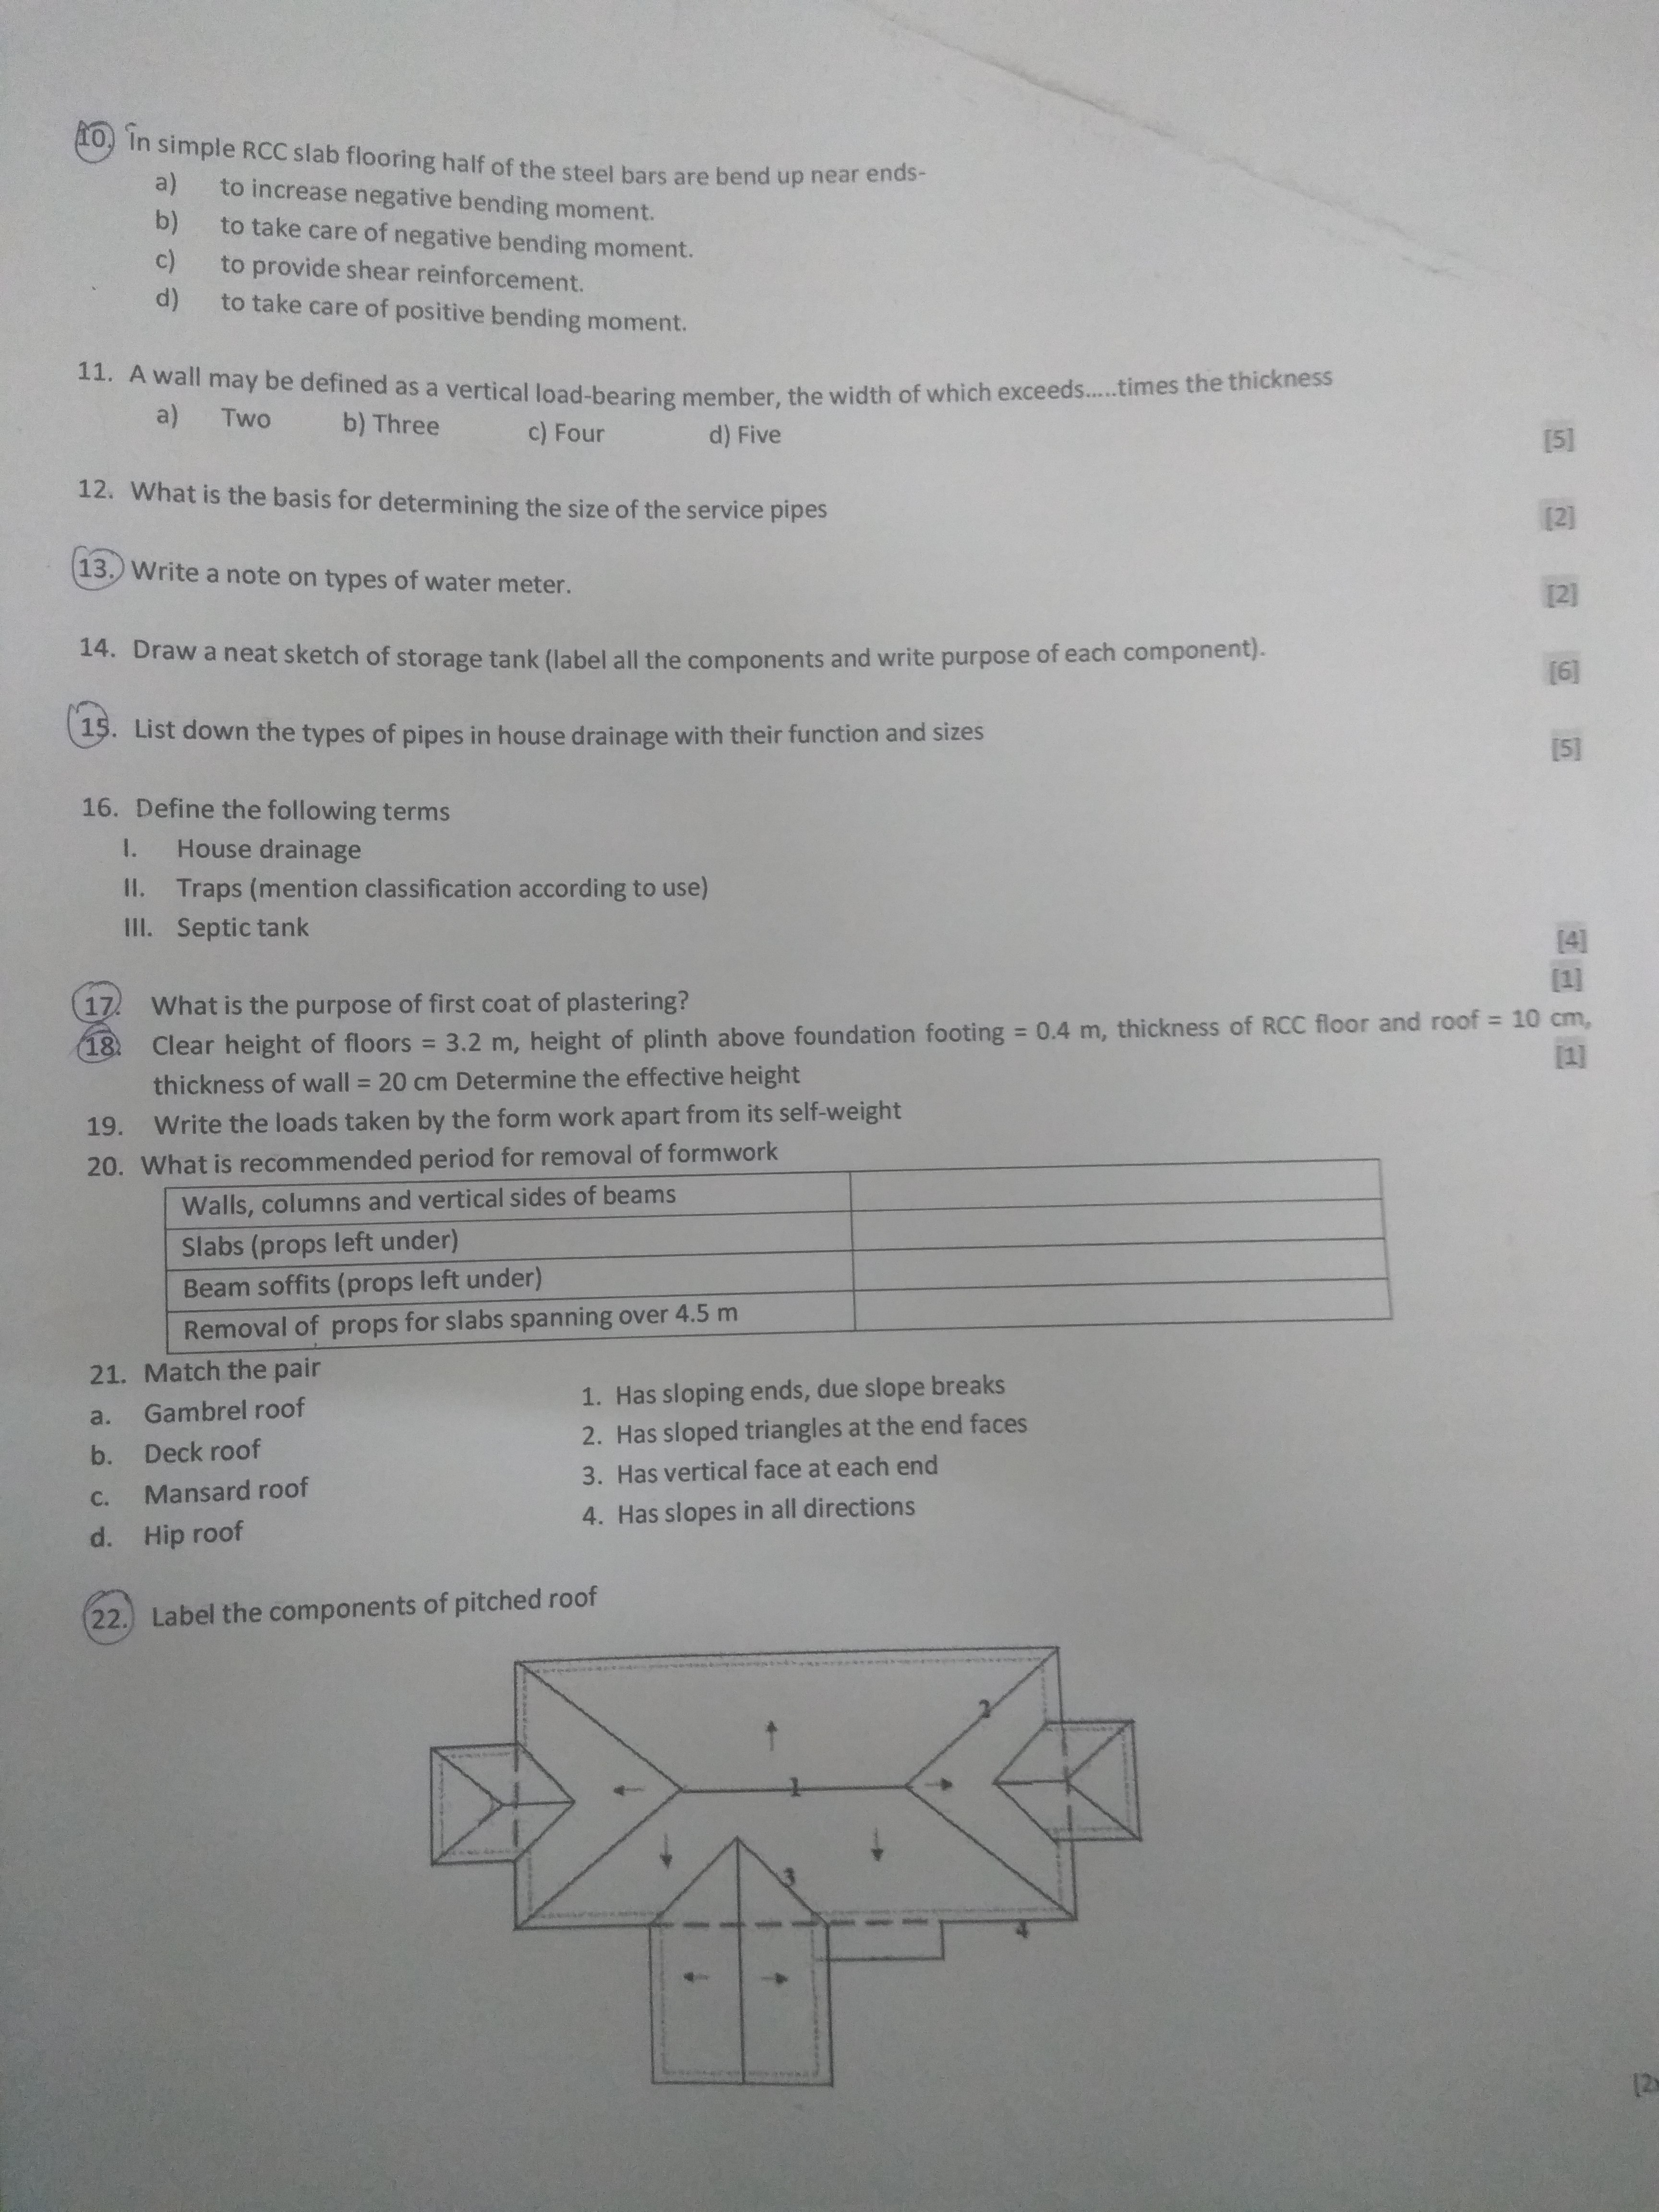 10. In simple RCC slab flooring half of the steel bars are bend up near ends-
a) to increase negative bending moment.
b) to take care of negative bending moment.
c) to provide shear reinforcement.
d) to take care of positive bending moment.
11. A wall may be defined as a vertical load-bearing member, the width of which exceeds.....times the thickness
a) Two b) Three c) Four d) Five [5]
12. What is the basis for determining the size of the service pipes [2]
13. Write a note on types of water meter. [2]
14. Draw a neat sketch of storage tank (label all the components and write purpose of each component). [6]
15. List down the types of pipes in house drainage with their function and sizes [5]
16. Define the following terms
I. House drainage
II. Traps (mention classification according to use)
III. Septic tank [4]
17. What is the purpose of first coat of plastering? [1]
18. Clear height of floors = 3.2 m, height of plinth above foundation footing = 0.4 m, thickness of RCC floor and roof = 10 cm,
thickness of wall = 20 cm Determine the effective height [1]
19. Write the loads taken by the form work apart from its self-weight
20. What is recommended period for removal of formwork
Walls, columns and vertical sides of beams
Slabs (props left under)
Beam soffits (props left under)
Removal of props for slabs spanning over 4.5 m
21. Match the pair
a. Gambrel roof 1. Has sloping ends, due slope breaks
b. Deck roof 2. Has sloped triangles at the end faces
c. Mansard roof 3. Has vertical face at each end
d. Hip roof 4. Has slopes in all directions
22. Label the components of pitched roof
2
1
3
4